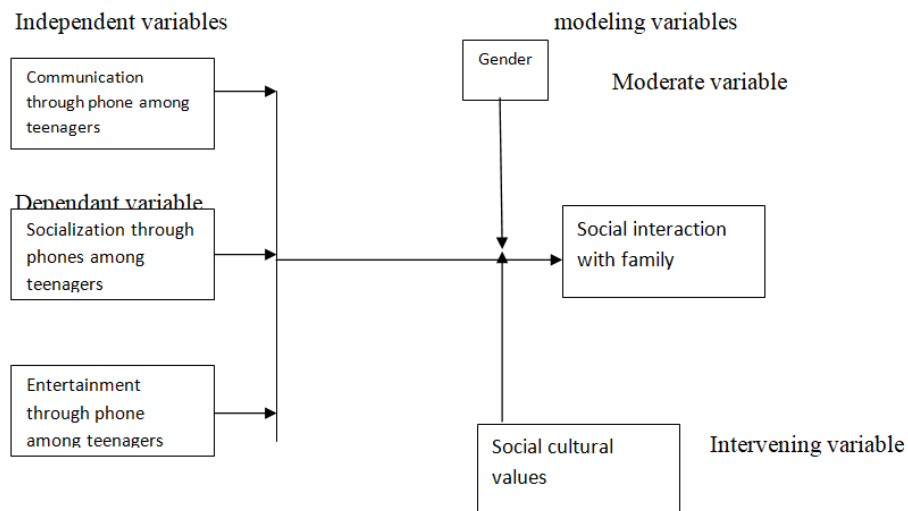 Independent variables
modeling variables
Gender
Moderate variable
Communication
through phone among
teenagers
Dependant variable
Socialization through
phones among
teenagers
Social interaction
with family
Entertainment
through phone
among teenagers
Social cultural
values
Intervening variable